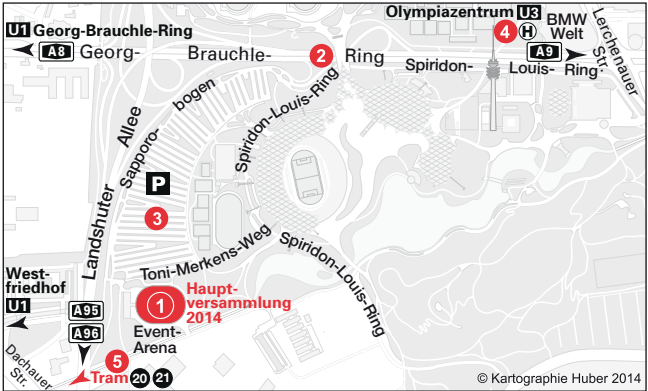 U1 Georg-Brauchle-Ring
A8 Georg- Brauchle- Ring
2
Olympiazentrum U3
4 H
BMW
Welt
A9
Lerchenauer
Str.
Spiridon- Louis- Ring
Landshuter Allee
Sapporo-
bogen
Spiridon-Louis-Ring
P
3
Toni-Merkens-Weg
Spiridon-Louis-Ring
West-
friedhof
U1
A95
A96
1
Haupt-
versammlung
2014
Event-
Arena
Dachauer
Str.
5
Tram 20 21
© Kartographie Huber 2014